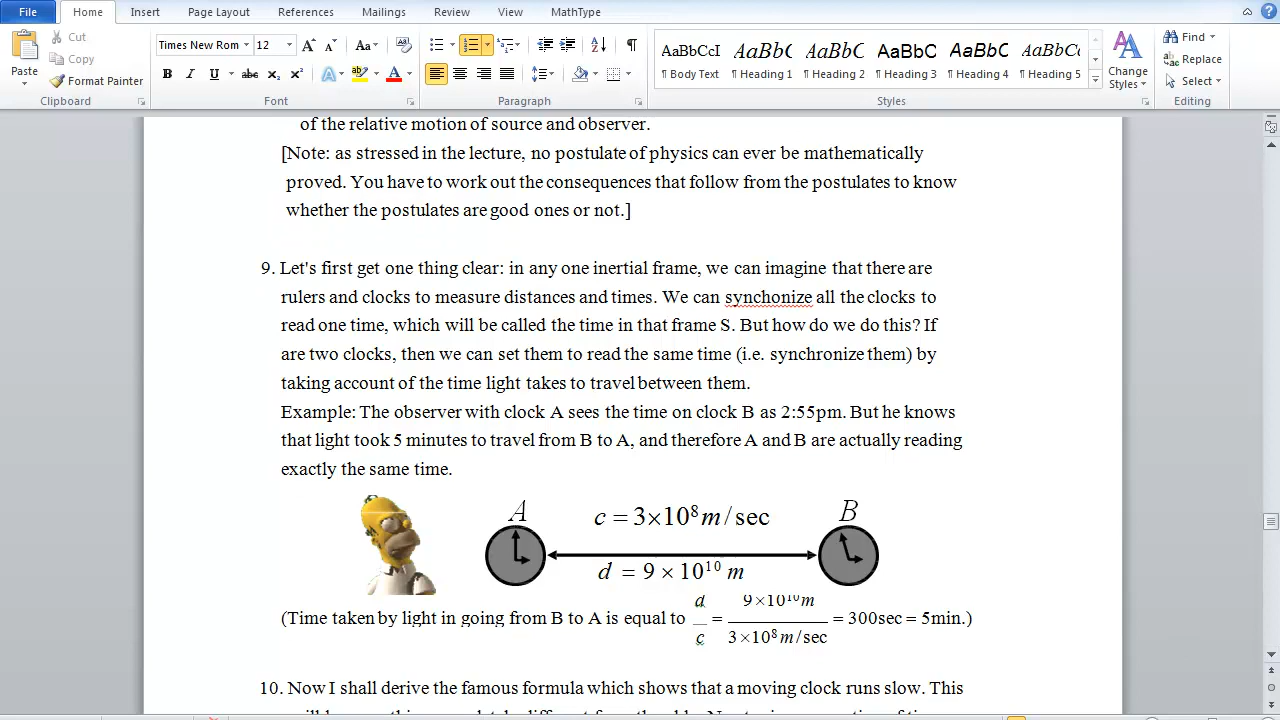 File Home Insert Page Layout References Mailings Review View MathType
Cut
Copy
Format Painter
Paste
Times New Rom 12
AaBbCcI AaBb( AaBbC AaBbC AaBbC AaBbC(
¶ Body Text ¶ Heading 1 ¶ Heading 2 ¶ Heading 3 ¶ Heading 4 ¶ Heading 5
Change
Styles
Find
Replace
Select
Clipboard Font Paragraph Styles Editing
of the relative motion of source and observer.
[Note: as stressed in the lecture, no postulate of physics can ever be mathematically
proved. You have to work out the consequences that follow from the postulates to know
whether the postulates are good ones or not.]
9. Let's first get one thing clear: in any one inertial frame, we can imagine that there are
rulers and clocks to measure distances and times. We can synchonize all the clocks to
read one time, which will be called the time in that frame S. But how do we do this? If
are two clocks, then we can set them to read the same time (i.e. synchronize them) by
taking account of the time light takes to travel between them.
Example: The observer with clock A sees the time on clock B as 2:55pm. But he knows
that light took 5 minutes to travel from B to A, and therefore A and B are actually reading
exactly the same time.
A c = 3×10⁸ m/sec B
d = 9 × 10¹⁰ m
(Time taken by light in going from B to A is equal to d/c = 9×10¹⁰ m / 3×10⁸ m/sec = 300sec = 5min.)
10. Now I shall derive the famous formula which shows that a moving clock runs slow. This